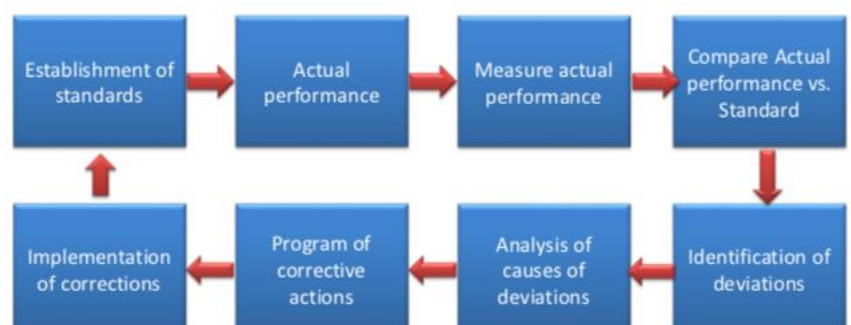 Establishment of
standards
Actual
performance
Measure actual
performance
Compare Actual
performance vs.
Standard
Identification of
deviations
Analysis of
causes of
deviations
Program of
corrective
actions
Implementation
of corrections